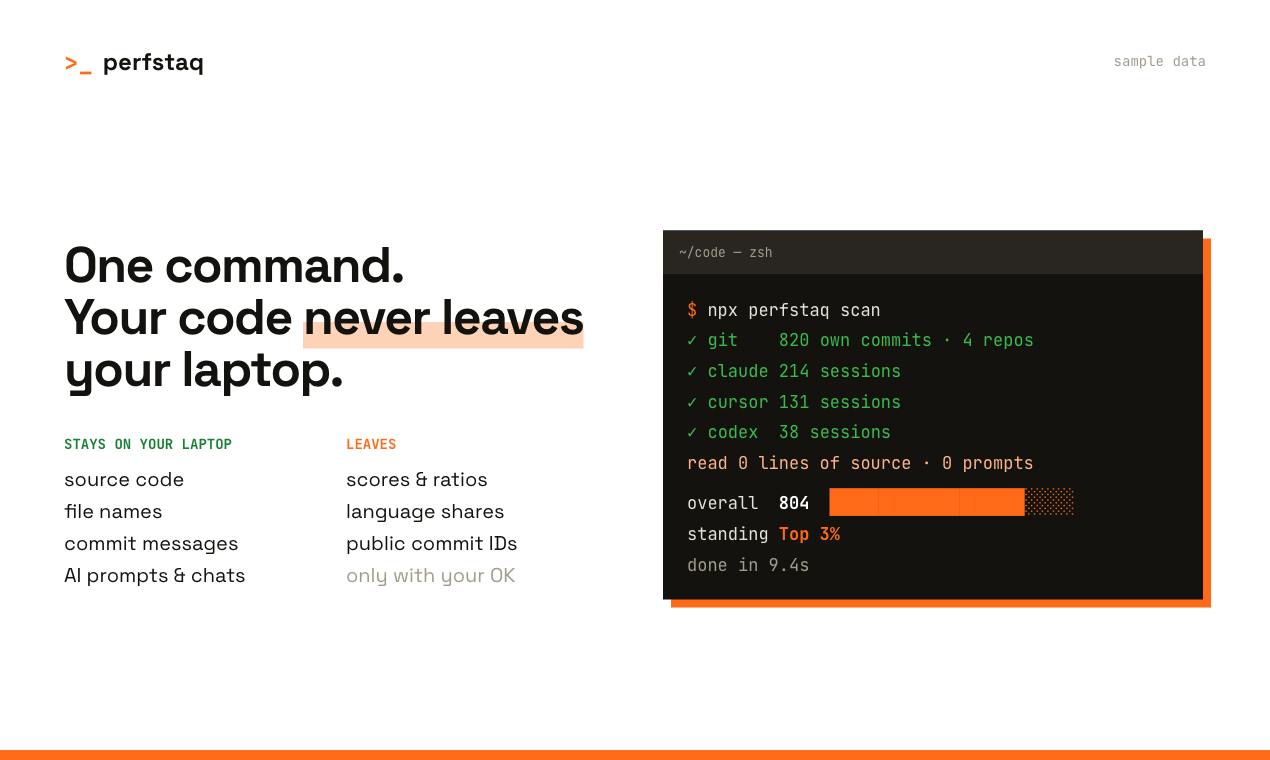 >_ perfstaq
sample data
One command.
Your code never leaves
your laptop.
STAYS ON YOUR LAPTOP
source code
file names
commit messages
AI prompts & chats
LEAVES
scores & ratios
language shares
public commit IDs
only with your OK
~/code — zsh
$ npx perfstaq scan
✓ git    820 own commits · 4 repos
✓ claude 214 sessions
✓ cursor 131 sessions
✓ codex  38 sessions
read 0 lines of source · 0 prompts
overall  804
standing Top 3%
done in 9.4s